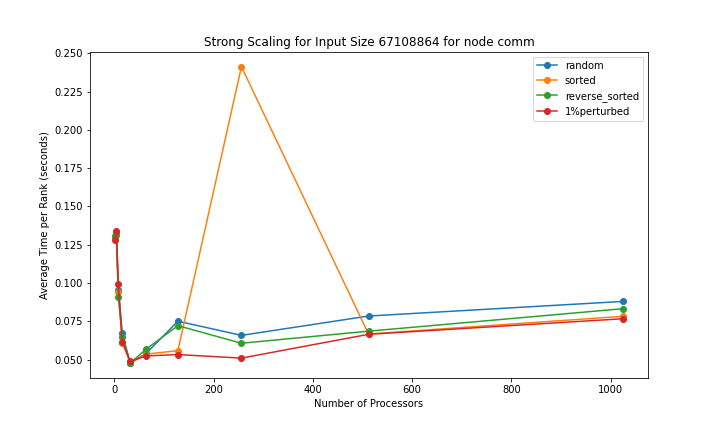 Strong Scaling for Input Size 67108864 for node comm
Average Time per Rank (seconds)
0.250
0.225
0.200
0.175
0.150
0.125
0.100
0.075
0.050
random
sorted
reverse_sorted
1%perturbed
0
200
400
600
800
1000
Number of Processors